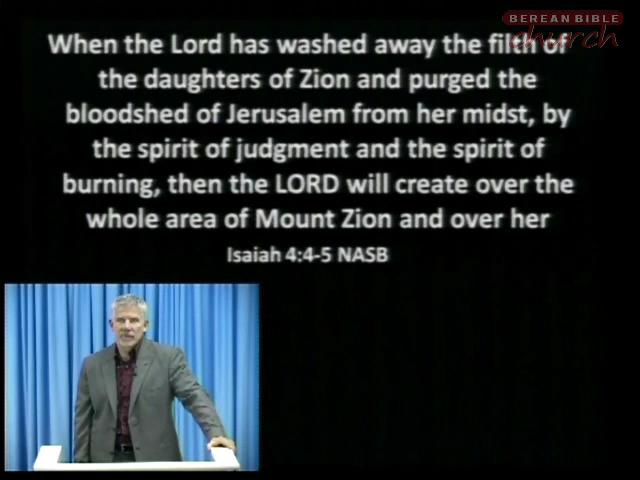 BEREAN BIBLE
church
When the Lord has washed away the filth of
the daughters of Zion and purged the
bloodshed of Jerusalem from her midst, by
the spirit of judgment and the spirit of
burning, then the LORD will create over the
whole area of Mount Zion and over her
Isaiah 4:4-5 NASB